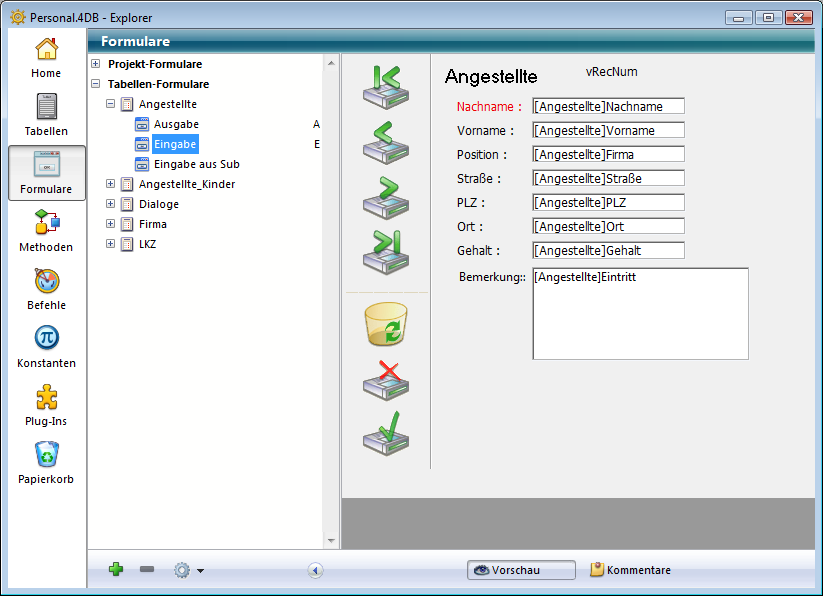 Personal.4DB - Explorer
Home
Tabellen
Formulare
Methoden
Befehle
Konstanten
Plug-Ins
Papierkorb
Formulare
Projekt-Formulare
Tabellen-Formulare
Angestellte
Ausgabe A
Eingabe E
Eingabe aus Sub
Angestellte_Kinder
Dialoge
Firma
LKZ
Angestellte vRecNum
Nachname : [Angestellte]Nachname
Vorname : [Angestellte]Vorname
Position : [Angestellte]Firma
Straße : [Angestellte]Straße
PLZ : [Angestellte]PLZ
Ort : [Angestellte]Ort
Gehalt : [Angestellte]Gehalt
Bemerkung:: [Angestellte]Eintritt
Vorschau Kommentare